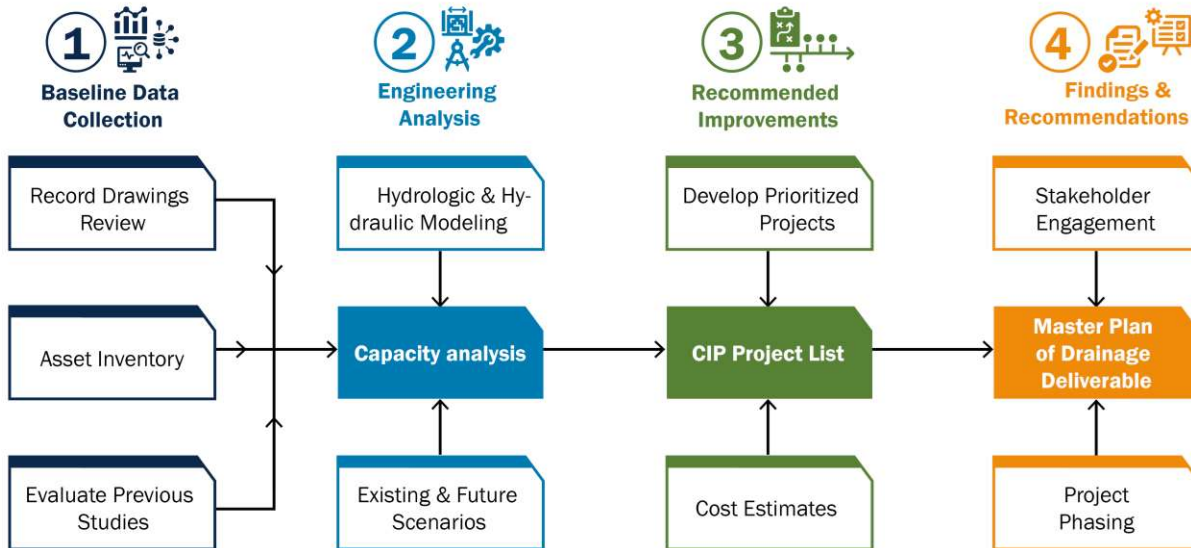 1
Baseline Data
Collection
2
Engineering
Analysis
3
Recommended
Improvements
4
Findings &
Recommendations
Record Drawings
Review
Hydrologic & Hy-
draulic Modeling
Develop Prioritized
Projects
Stakeholder
Engagement
Asset Inventory
Capacity analysis
CIP Project List
Master Plan
of Drainage
Deliverable
Evaluate Previous
Studies
Existing & Future
Scenarios
Cost Estimates
Project
Phasing